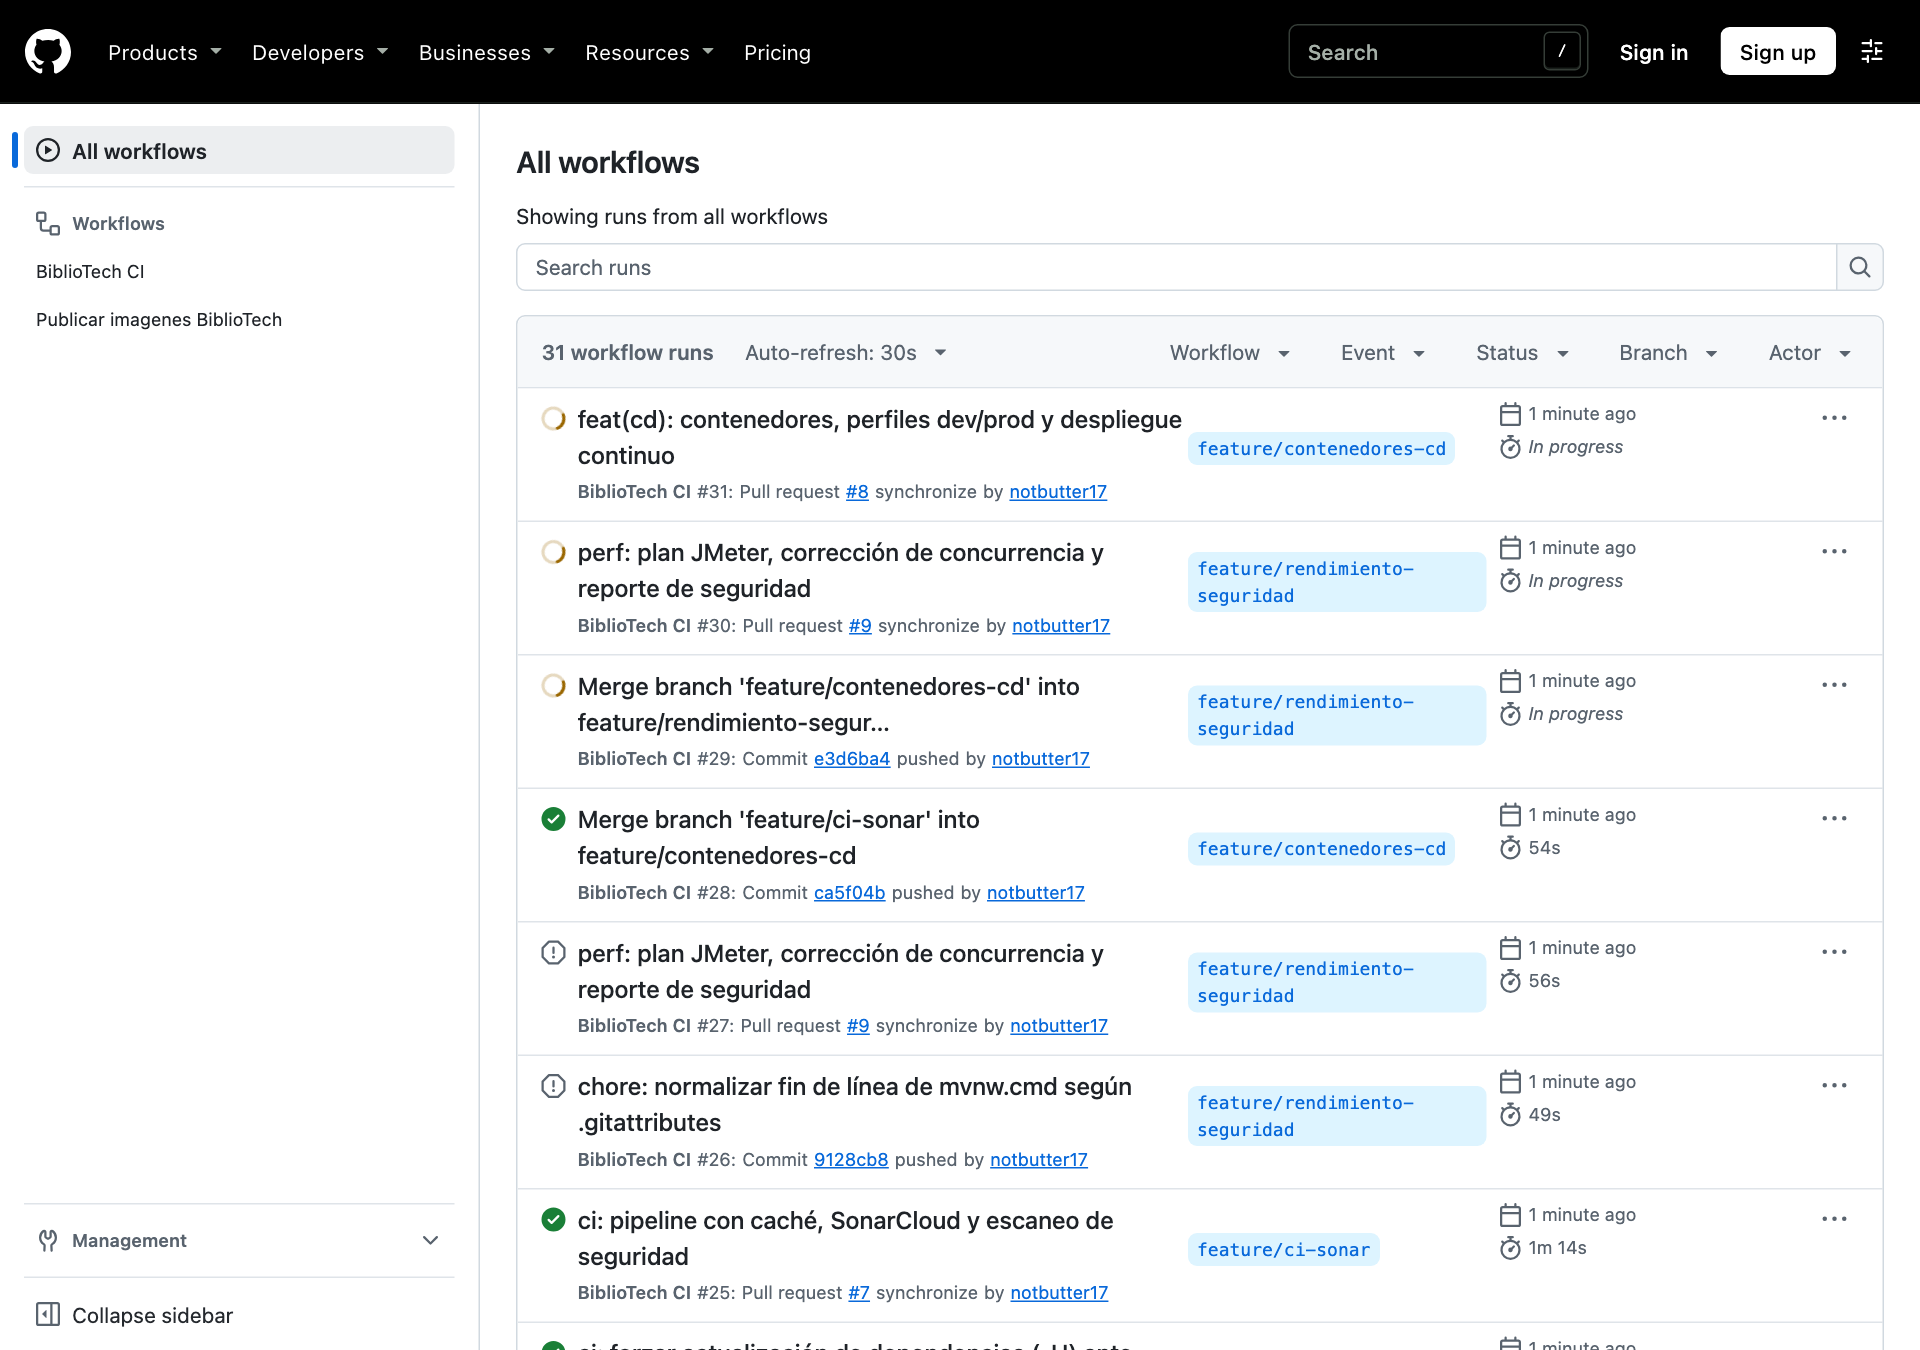 Products Developers Businesses Resources Pricing Search / Sign in Sign up
All workflows
Workflows
BiblioTech CI
Publicar imagenes BiblioTech
Management
Collapse sidebar
All workflows
Showing runs from all workflows
Search runs
31 workflow runs Auto-refresh: 30s Workflow Event Status Branch Actor
feat(cd): contenedores, perfiles dev/prod y despliegue
continuo
BiblioTech CI #31: Pull request #8 synchronize by notbutter17
feature/contenedores-cd
1 minute ago
In progress
perf: plan JMeter, corrección de concurrencia y
reporte de seguridad
BiblioTech CI #30: Pull request #9 synchronize by notbutter17
feature/rendimiento-
seguridad
1 minute ago
In progress
Merge branch 'feature/contenedores-cd' into
feature/rendimiento-segur...
BiblioTech CI #29: Commit e3d6ba4 pushed by notbutter17
feature/rendimiento-
seguridad
1 minute ago
In progress
Merge branch 'feature/ci-sonar' into
feature/contenedores-cd
BiblioTech CI #28: Commit ca5f04b pushed by notbutter17
feature/contenedores-cd
1 minute ago
54s
perf: plan JMeter, corrección de concurrencia y
reporte de seguridad
BiblioTech CI #27: Pull request #9 synchronize by notbutter17
feature/rendimiento-
seguridad
1 minute ago
56s
chore: normalizar fin de línea de mvnw.cmd según
.gitattributes
BiblioTech CI #26: Commit 9128cb8 pushed by notbutter17
feature/rendimiento-
seguridad
1 minute ago
49s
ci: pipeline con caché, SonarCloud y escaneo de
seguridad
BiblioTech CI #25: Pull request #7 synchronize by notbutter17
feature/ci-sonar
1 minute ago
1m 14s
ci: forzar actualización de dependencias (-U) ante
1 minute ago